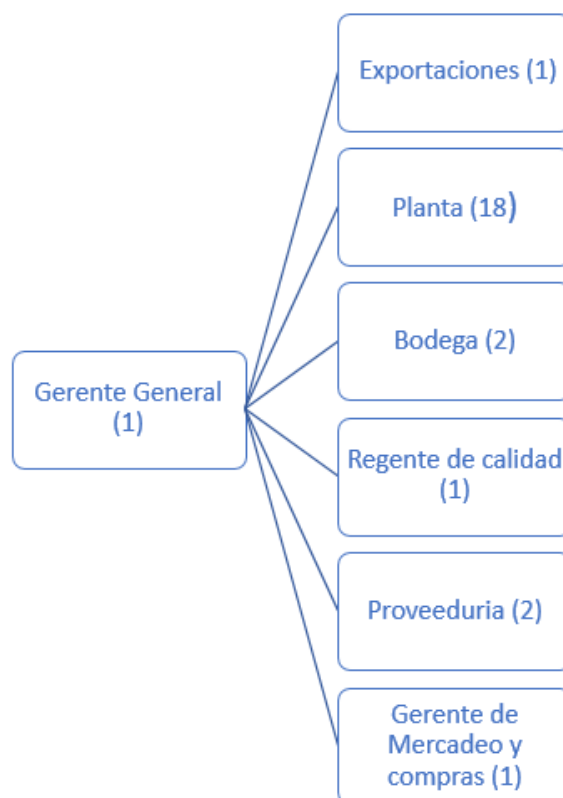 Exportaciones (1)
Planta (18)
Bodega (2)
Gerente General
(1)
Regente de calidad
(1)
Proveeduria (2)
Gerente de
Mercadeo y
compras (1)